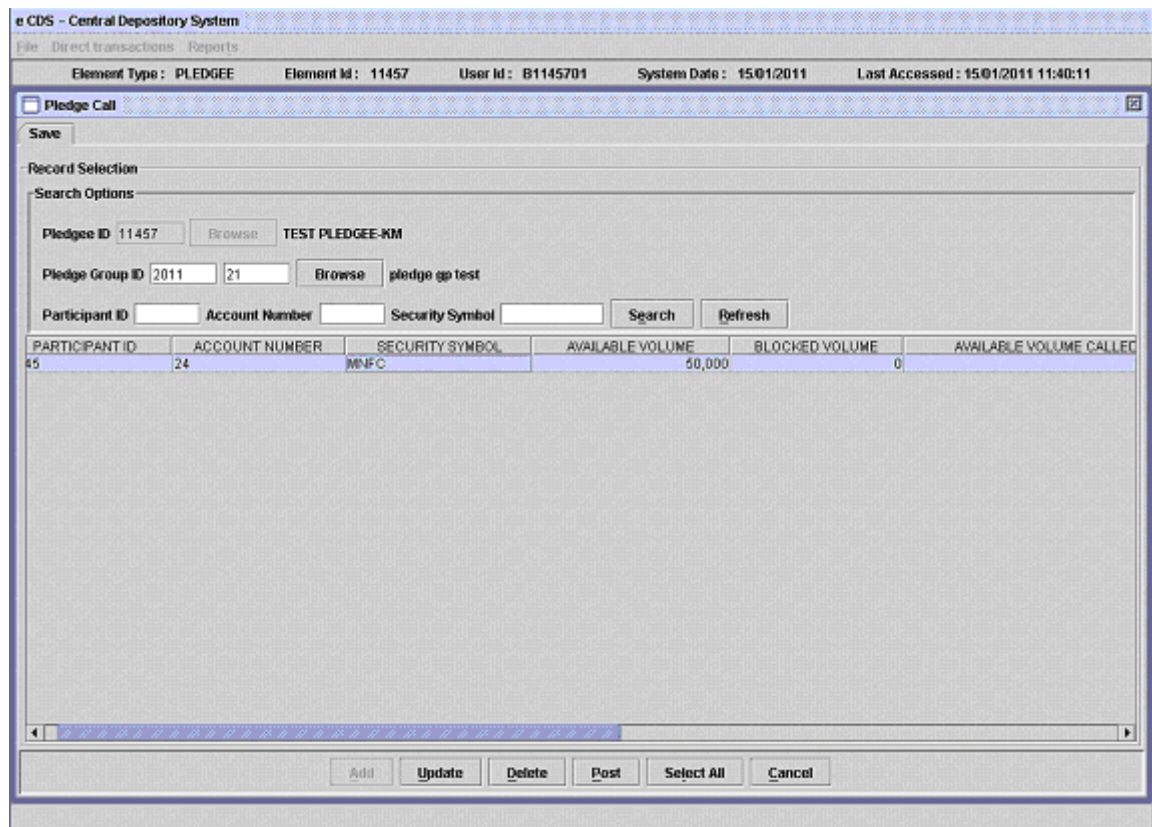 e CDS - Central Depository System
File Direct transactions Reports
Element Type : PLEDGEE Element Id : 11457 User Id : B1145701 System Date : 15/01/2011 Last Accessed : 15/01/2011 11:40:11
Pledge Call
Save
Record Selection
Search Options
Pledgee ID 11457 Browse TEST PLEDGEE-KM
Pledge Group ID 2011 21 Browse pledge gp test
Participant ID Account Number Security Symbol Search Refresh
PARTICIPANT ID ACCOUNT NUMBER SECURITY SYMBOL AVAILABLE VOLUME BLOCKED VOLUME AVAILABLE VOLUME CALLED
45 24 MNFC 50,000 0
Add Update Delete Post Select All Cancel